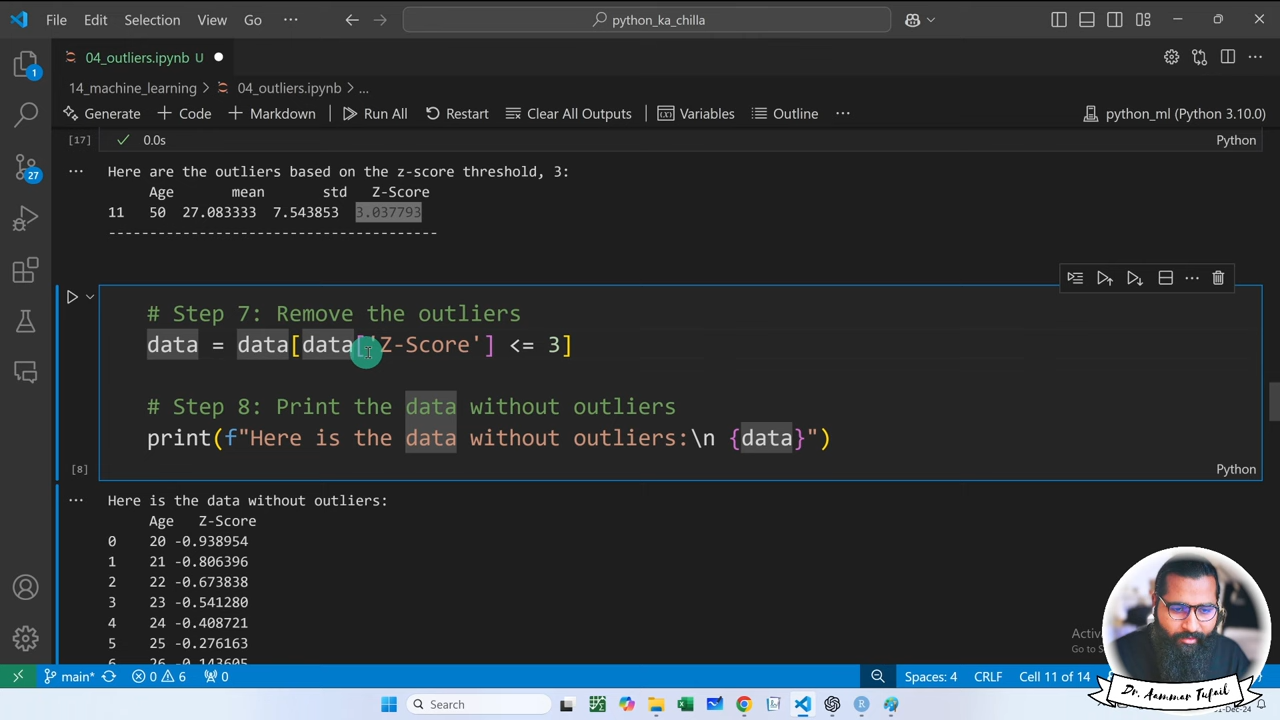 File Edit Selection View Go ··· python_ka_chilla
04_outliers.ipynb U
14_machine_learning > 04_outliers.ipynb > ...
Generate + Code + Markdown Run All Restart Clear All Outputs Variables Outline ··· python_ml (Python 3.10.0)
[17] 0.0s Python
Here are the outliers based on the z-score threshold, 3:
Age mean std Z-Score
11 50 27.083333 7.543853 3.037793
----------------------------------------
# Step 7: Remove the outliers
data = data[data['Z-Score'] <= 3]
# Step 8: Print the data without outliers
print(f"Here is the data without outliers:\n {data}")
[8] Python
Here is the data without outliers:
Age Z-Score
0 20 -0.938954
1 21 -0.806396
2 22 -0.673838
3 23 -0.541280
4 24 -0.408721
5 25 -0.276163
6 26 -0.143605
1
27
main* 0 6 0 Spaces: 4 CRLF Cell 11 of 14
Search
Dr. Aammar Tufail